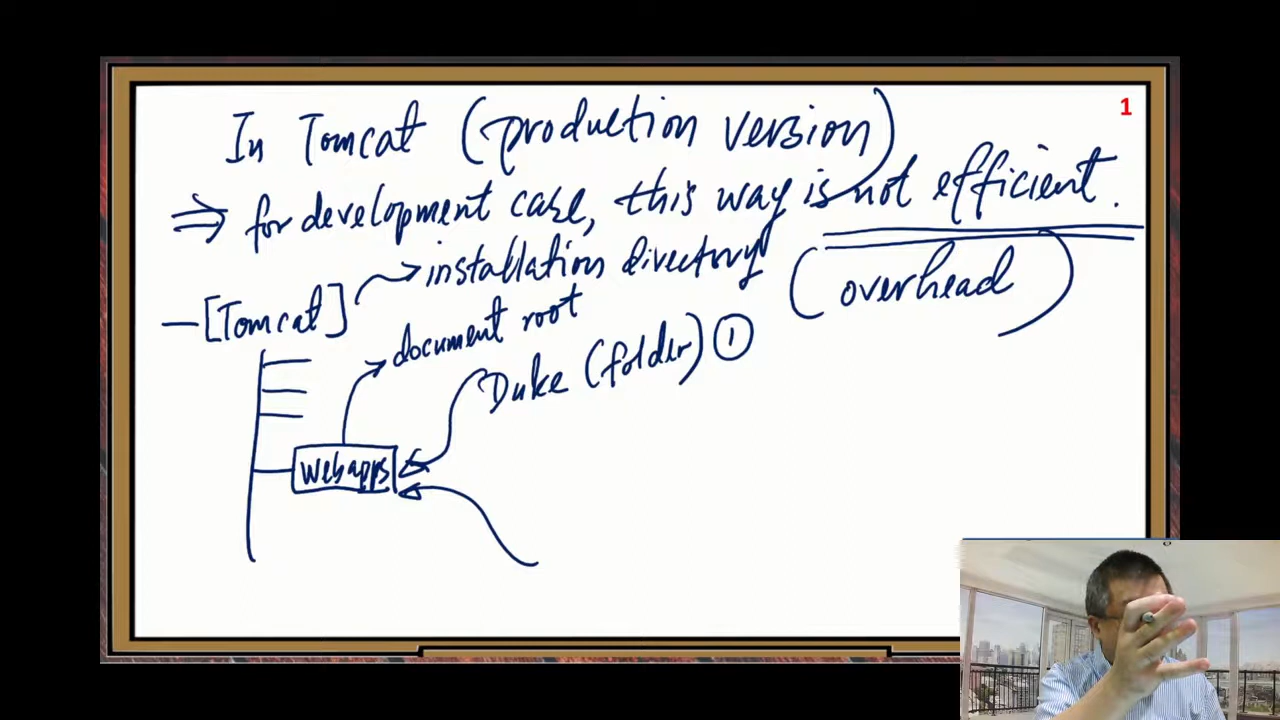 1
In Tomcat (production version)
⇒ for development case, this way is not efficient.
(overhead)
[Tomcat] → installation directory
→ document root
Duke (folder) ①
webapps